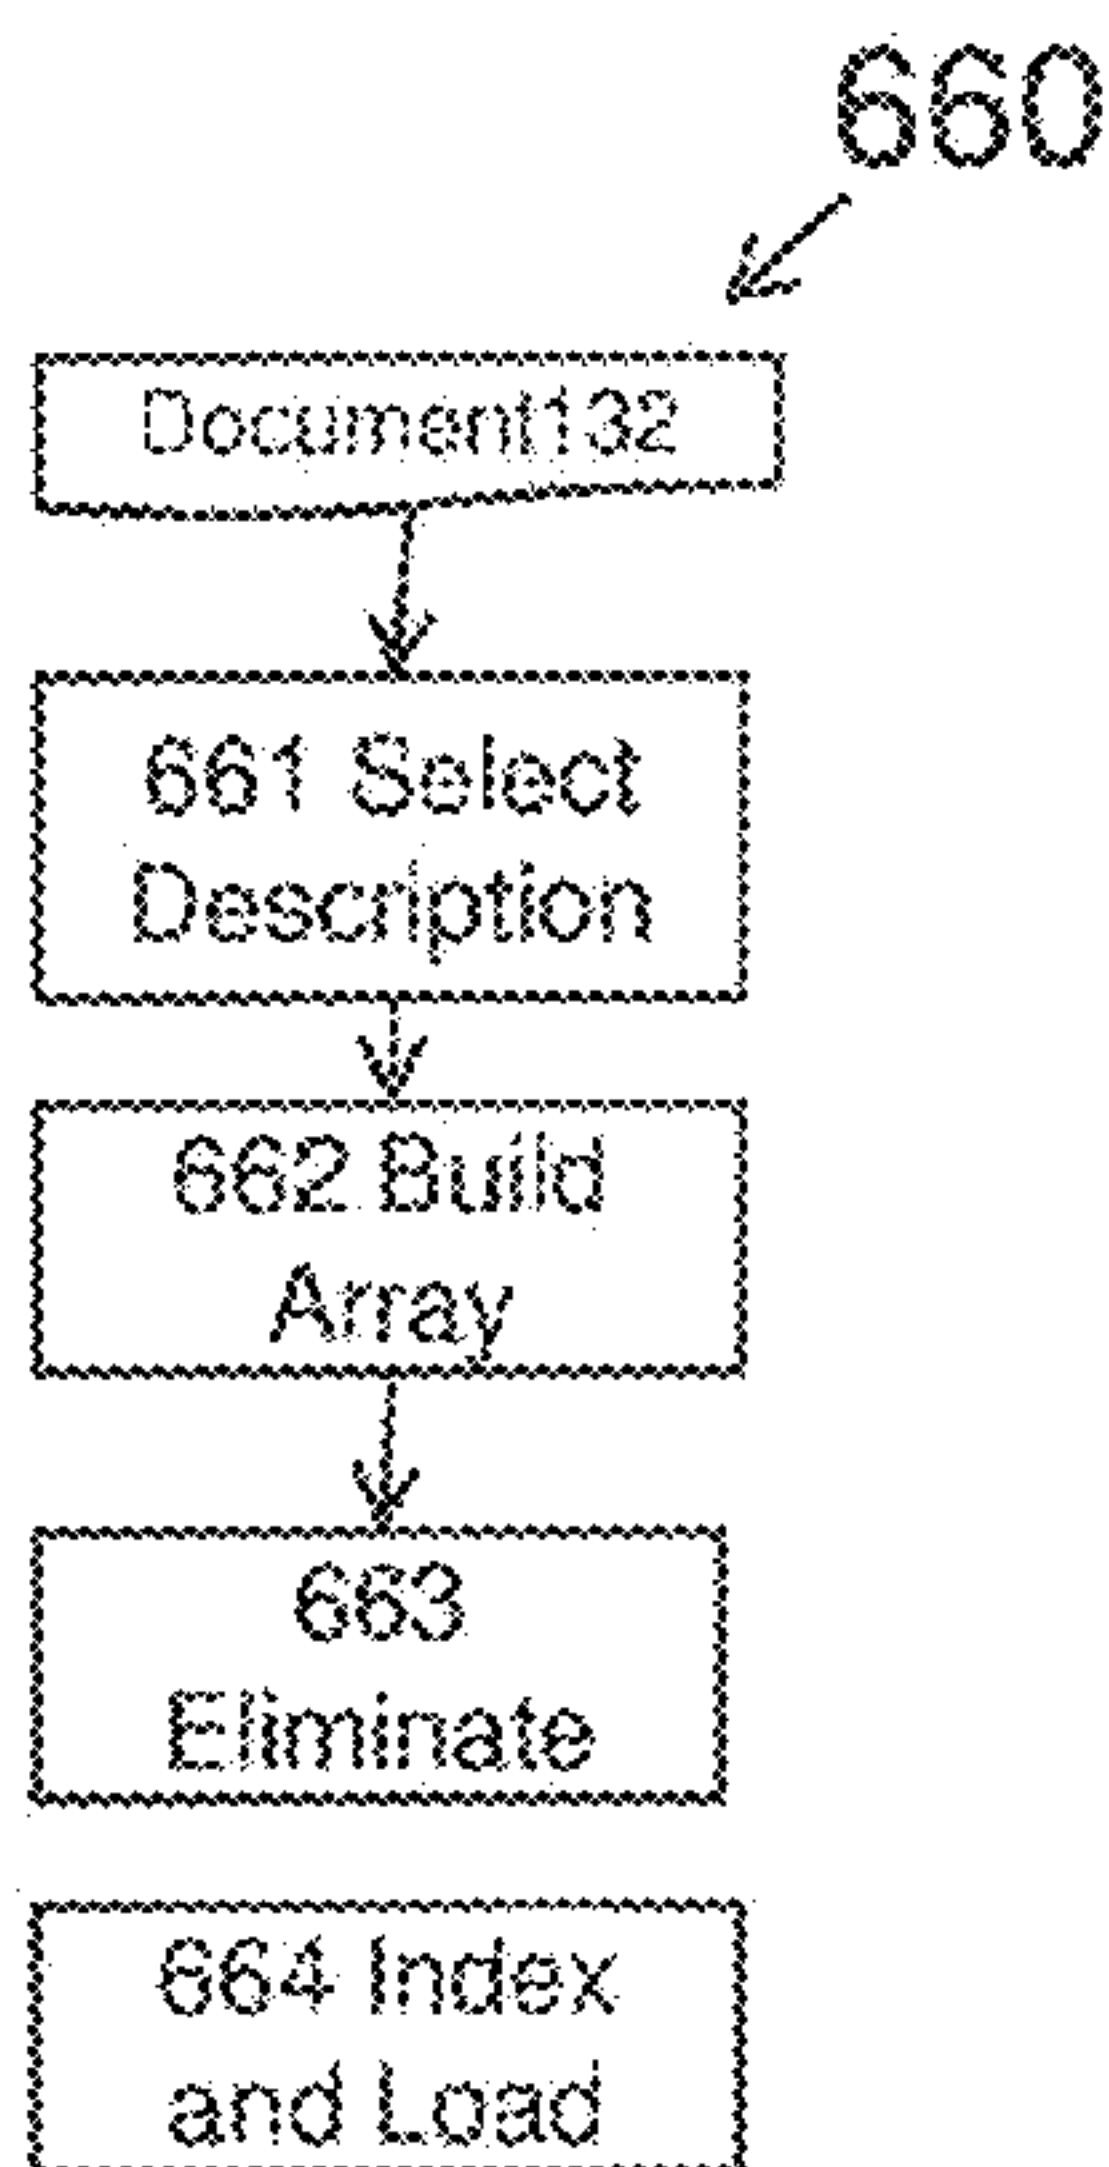 660
Document132
661 Select
Description
662 Build
Array
663
Eliminate
664 Index
and Load